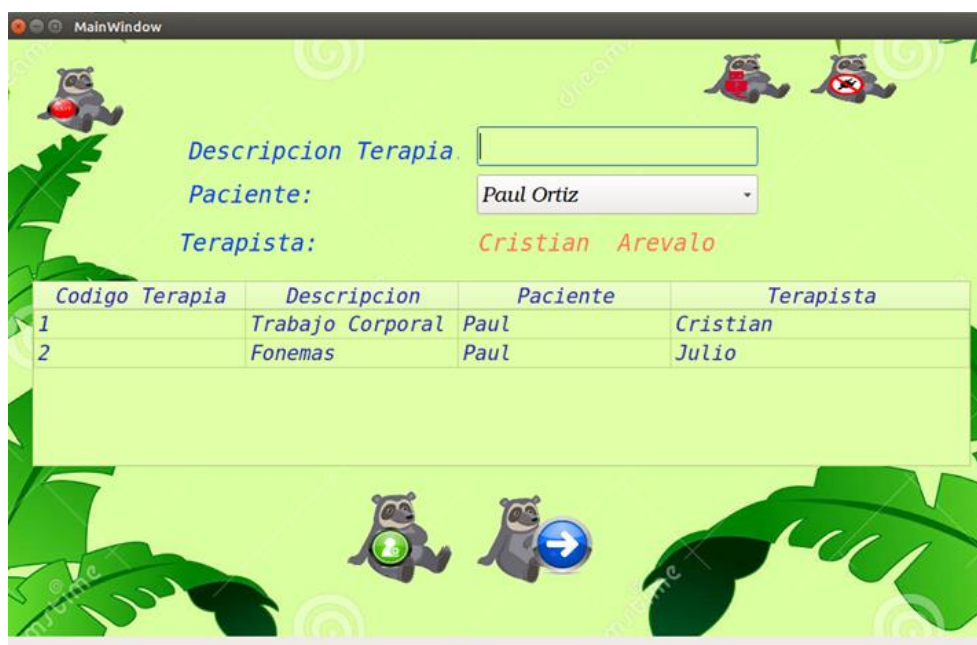 MainWindow
Descripcion Terapia.
Paciente: Paul Ortiz
Terapista: Cristian Arevalo
Codigo Terapia Descripcion Paciente Terapista
1 Trabajo Corporal Paul Cristian
2 Fonemas Paul Julio